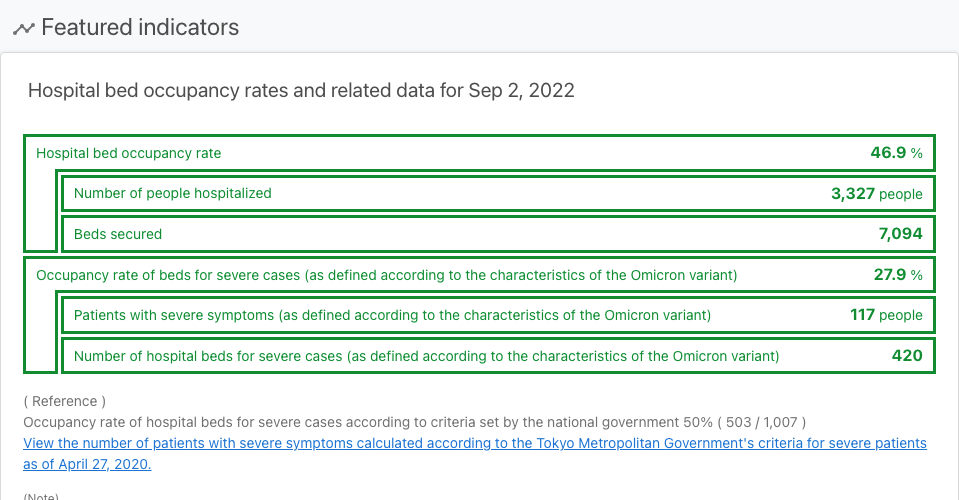 Featured indicators
Hospital bed occupancy rates and related data for Sep 2, 2022
Hospital bed occupancy rate 46.9 %
Number of people hospitalized 3,327 people
Beds secured 7,094
Occupancy rate of beds for severe cases (as defined according to the characteristics of the Omicron variant) 27.9 %
Patients with severe symptoms (as defined according to the characteristics of the Omicron variant) 117 people
Number of hospital beds for severe cases (as defined according to the characteristics of the Omicron variant) 420
( Reference )
Occupancy rate of hospital beds for severe cases according to criteria set by the national government 50% ( 503 / 1,007 )
View the number of patients with severe symptoms calculated according to the Tokyo Metropolitan Government's criteria for severe patients
as of April 27, 2020.
(Note)